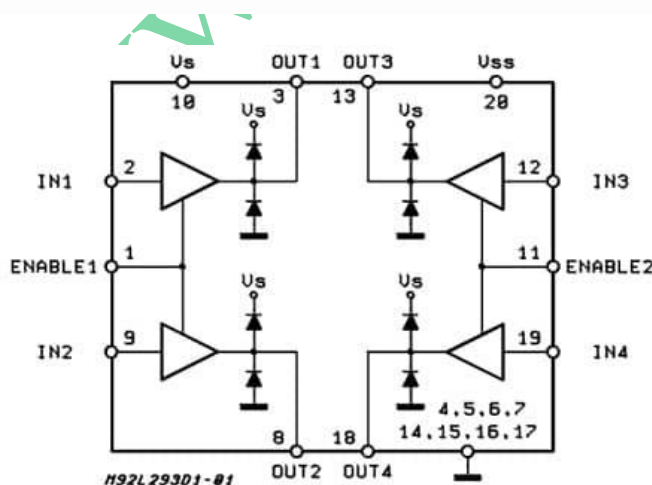 Vs OUT1 OUT3 Vss
10 3 13 20
Vs Vs
IN1 2 12 IN3
ENABLE1 1 11 ENABLE2
Vs Vs
IN2 9 19 IN4
4.5.6.7
8 18 14.15.16.17
OUT2 OUT4
M92L293D1-01